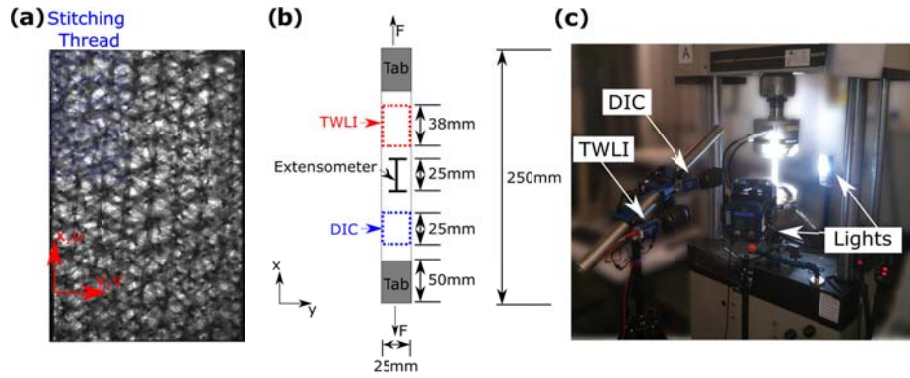 (a) Stitching
Thread
x,U
y,V
(b)
F
Tab
TWLI
38mm
Extensometer
25mm
250mm
DIC
25mm
Tab
50mm
x
y
F
25mm
(c)
A
DIC
TWLI
Lights